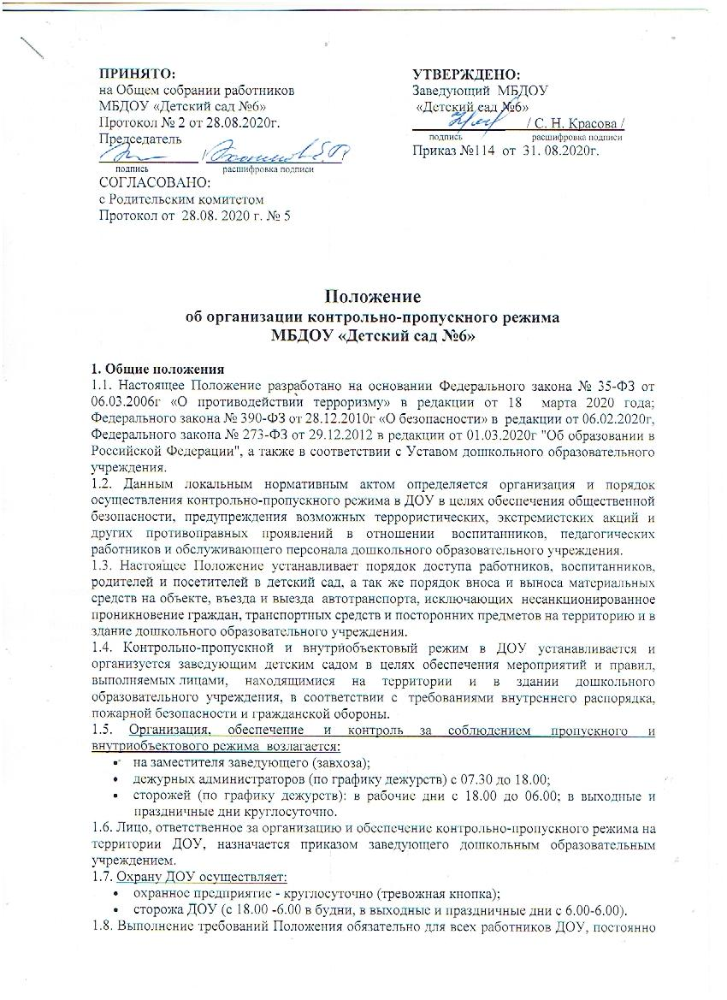 ПРИНЯТО:
на Общем собрании работников
МБДОУ «Детский сад №6»
Протокол № 2 от 28.08.2020г.
Председатель
подпись расшифровка подписи
СОГЛАСОВАНО:
с Родительским комитетом
Протокол от 28.08. 2020 г. № 5
УТВЕРЖДЕНО:
Заведующий МБДОУ
«Детский сад №6»
/ С. Н. Красова /
подпись расшифровка подписи
Приказ №114 от 31. 08.2020г.
Положение
об организации контрольно-пропускного режима
МБДОУ «Детский сад №6»
1. Общие положения
1.1. Настоящее Положение разработано на основании Федерального закона № 35-ФЗ от
06.03.2006г «О противодействии терроризму» в редакции от 18 марта 2020 года;
Федерального закона № 390-ФЗ от 28.12.2010г «О безопасности» в редакции от 06.02.2020г,
Федерального закона № 273-ФЗ от 29.12.2012 в редакции от 01.03.2020г "Об образовании в
Российской Федерации", а также в соответствии с Уставом дошкольного образовательного
учреждения.
1.2. Данным локальным нормативным актом определяется организация и порядок
осуществления контрольно-пропускного режима в ДОУ в целях обеспечения общественной
безопасности, предупреждения возможных террористических, экстремистских акций и
других противоправных проявлений в отношении воспитанников, педагогических
работников и обслуживающего персонала дошкольного образовательного учреждения.
1.3. Настоящее Положение устанавливает порядок доступа работников, воспитанников,
родителей и посетителей в детский сад, а так же порядок вноса и выноса материальных
средств на объекте, въезда и выезда автотранспорта, исключающих несанкционированное
проникновение граждан, транспортных средств и посторонних предметов на территорию и в
здание дошкольного образовательного учреждения.
1.4. Контрольно-пропускной и внутриобъектовый режим в ДОУ устанавливается и
организуется заведующим детским садом в целях обеспечения мероприятий и правил,
выполняемых лицами, находящимися на территории и в здании дошкольного
образовательного учреждения, в соответствии с требованиями внутреннего распорядка,
пожарной безопасности и гражданской обороны.
1.5. Организация, обеспечение и контроль за соблюдением пропускного и
внутриобъектового режима возлагается:
• на заместителя заведующего (завхоза);
• дежурных администраторов (по графику дежурств) с 07.30 до 18.00;
• сторожей (по графику дежурств): в рабочие дни с 18.00 до 06.00; в выходные и
праздничные дни круглосуточно.
1.6. Лицо, ответственное за организацию и обеспечение контрольно-пропускного режима на
территории ДОУ, назначается приказом заведующего дошкольным образовательным
учреждением.
1.7. Охрану ДОУ осуществляет:
• охранное предприятие - круглосуточно (тревожная кнопка);
• сторожа ДОУ (с 18.00 -6.00 в будни, в выходные и праздничные дни с 6.00-6.00).
1.8. Выполнение требований Положения обязательно для всех работников ДОУ, постоянно